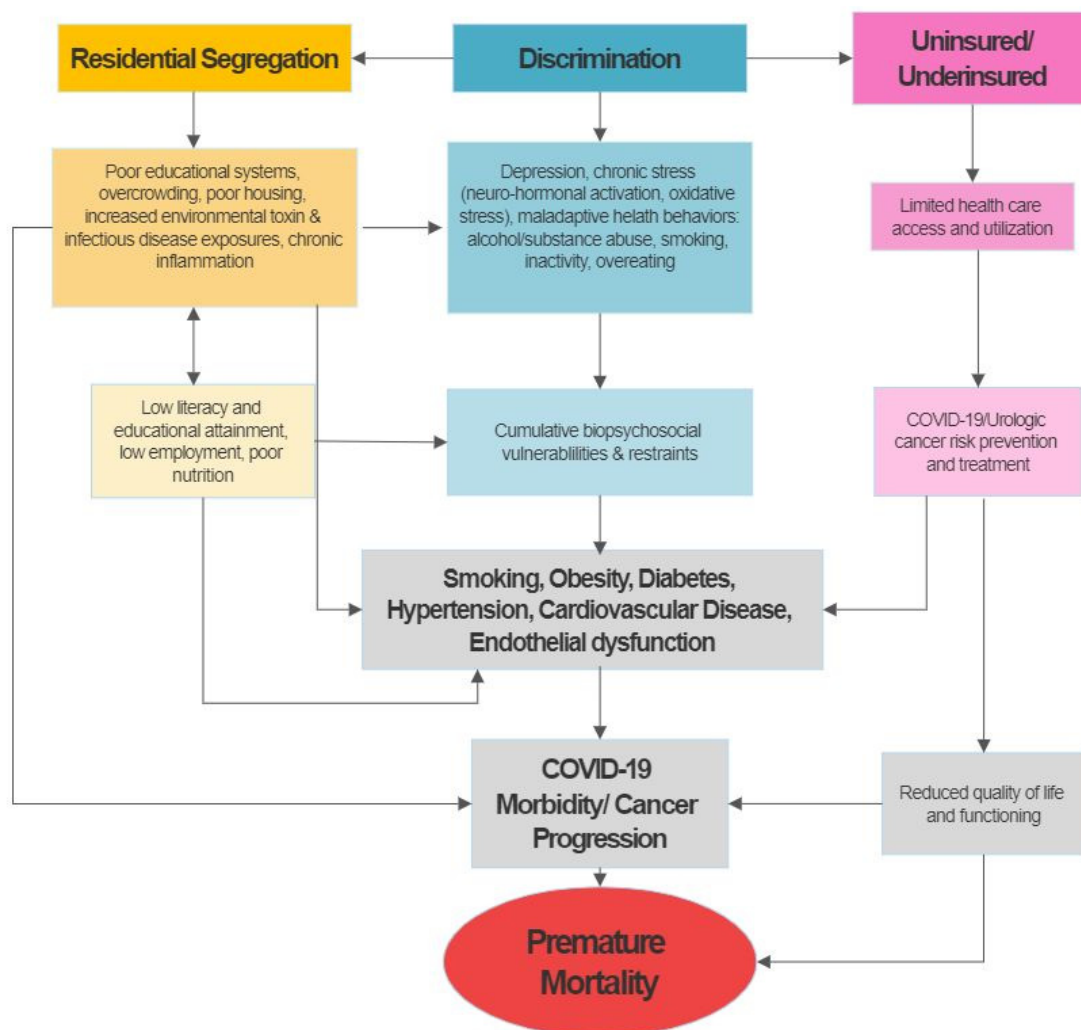 Residential Segregation
Discrimination
Uninsured/
Underinsured
Poor educational systems,
overcrowding, poor housing,
increased environmental toxin &
infectious disease exposures, chronic
inflammation
Depression, chronic stress
(neuro-hormonal activation, oxidative
stress), maladaptive helath behaviors:
alcohol/substance abuse, smoking,
inactivity, overeating
Limited health care
access and utilization
Low literacy and
educational attainment,
low employment, poor
nutrition
Cumulative biopsychosocial
vulnerablilities & restraints
COVID-19/Urologic
cancer risk prevention
and treatment
Smoking, Obesity, Diabetes,
Hypertension, Cardiovascular Disease,
Endothelial dysfunction
COVID-19
Morbidity/ Cancer
Progression
Reduced quality of life
and functioning
Premature
Mortality